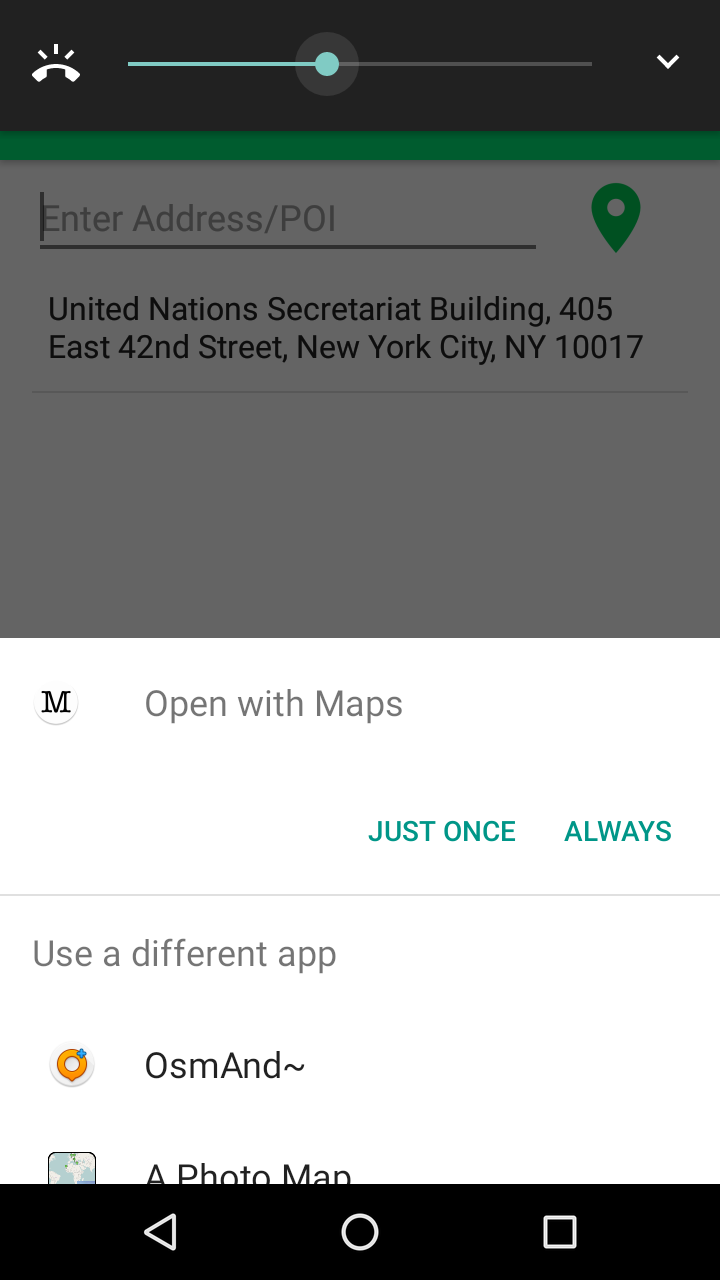 Enter Address/POI
United Nations Secretariat Building, 405
East 42nd Street, New York City, NY 10017
M
Open with Maps
JUST ONCE
ALWAYS
Use a different app
OsmAnd~
A Photo Map